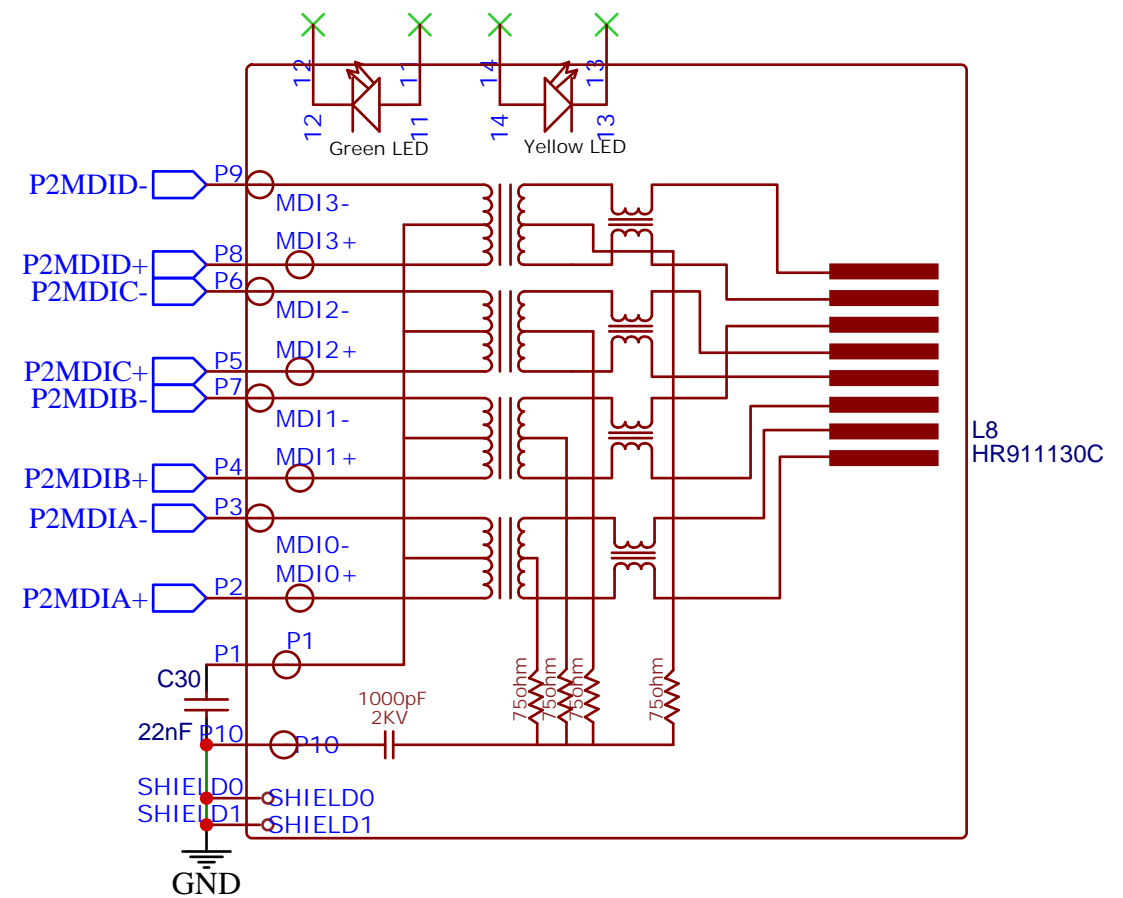 12
11
14
13
12
11
14
13
Green LED
Yellow LED
P2MDID-
P9
MDI3-
MDI3+
P2MDID+
P8
P2MDIC-
P6
MDI2-
MDI2+
P2MDIC+
P5
P2MDIB-
P7
MDI1-
MDI1+
P2MDIB+
P4
P2MDIA-
P3
MDI0-
MDI0+
P2MDIA+
P2
L8
HR911130C
P1
P1
C30
22nF
1000pF
2KV
75ohm
75ohm
75ohm
75ohm
P10
P10
SHIELD0
SHIELD0
SHIELD1
SHIELD1
GND